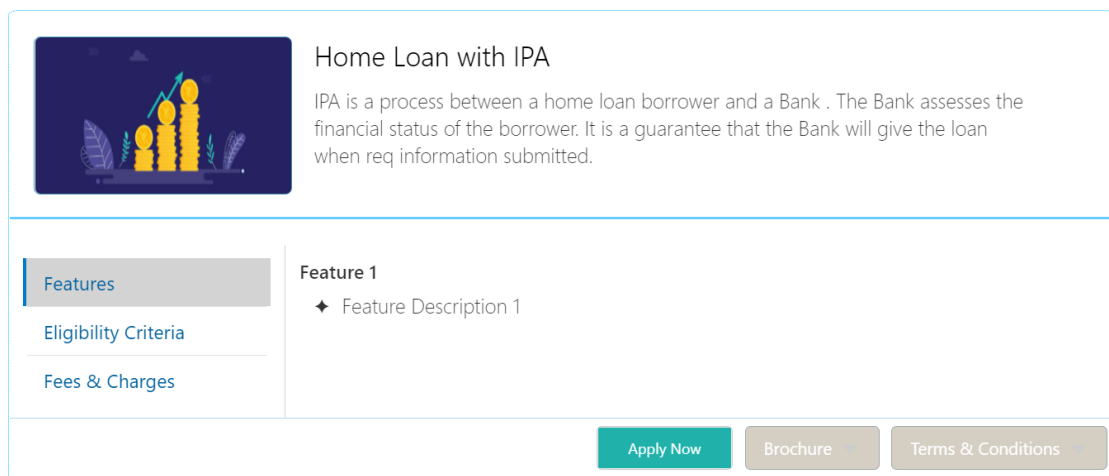 Home Loan with IPA
IPA is a process between a home loan borrower and a Bank . The Bank assesses the
financial status of the borrower. It is a guarantee that the Bank will give the loan
when req information submitted.
Features
Eligibility Criteria
Fees & Charges
Feature 1
✦ Feature Description 1
Apply Now
Brochure
Terms & Conditions